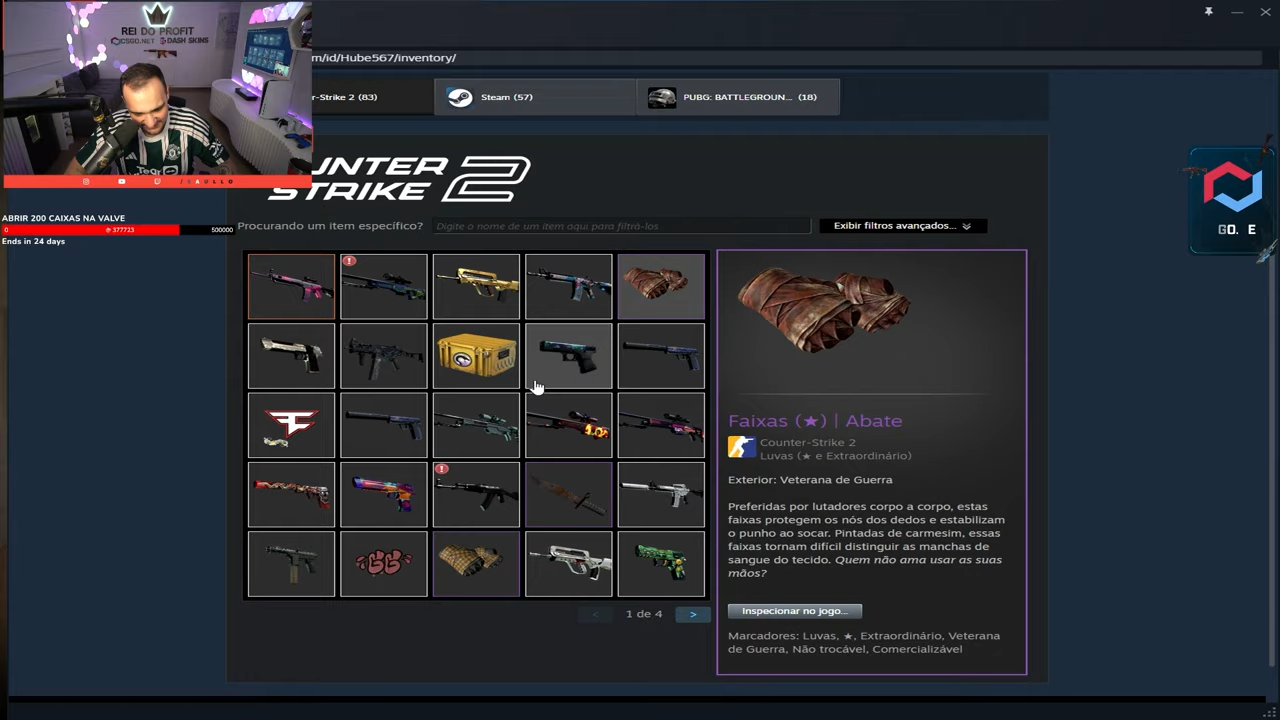 REI DO PROFIT
CSGO.NET DASH SKINS
m/id/Hube567/inventory/
r-Strike 2 (83)
Steam (57)
PUBG: BATTLEGROUN... (18)
UNTER
STRIKE 2
ABRIR 200 CAIXAS NA VALVE
0
377723
500000
Ends in 24 days
Procurando um item específico?
Digite o nome de um item aqui para filtrá-los
Exibir filtros avançados...
GO. E
Faixas (★) | Abate
Counter-Strike 2
Luvas (★ e Extraordinário)
Exterior: Veterana de Guerra
Preferidas por lutadores corpo a corpo, estas
faixas protegem os nós dos dedos e estabilizam
o punho ao socar. Pintadas de carmesim, essas
faixas tornam difícil distinguir as manchas de
sangue do tecido. Quem não ama usar as suas
mãos?
Inspecionar no jogo...
Marcadores: Luvas, ★, Extraordinário, Veterana
de Guerra, Não trocável, Comercializável
<
1 de 4
>